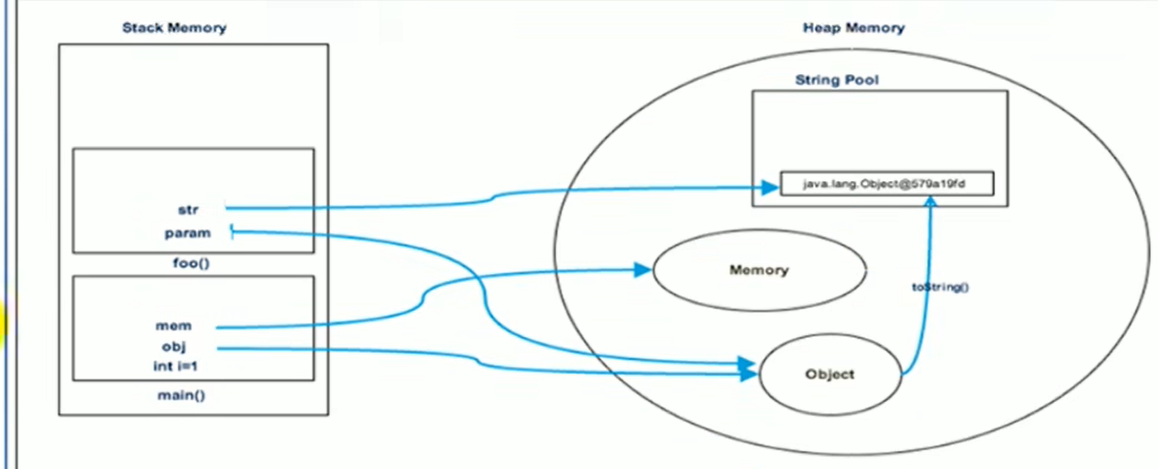 Stack Memory
Heap Memory
String Pool
java.lang.Object@579a19fd
str
param
foo()
Memory
toString()
mem
obj
int i=1
main()
Object